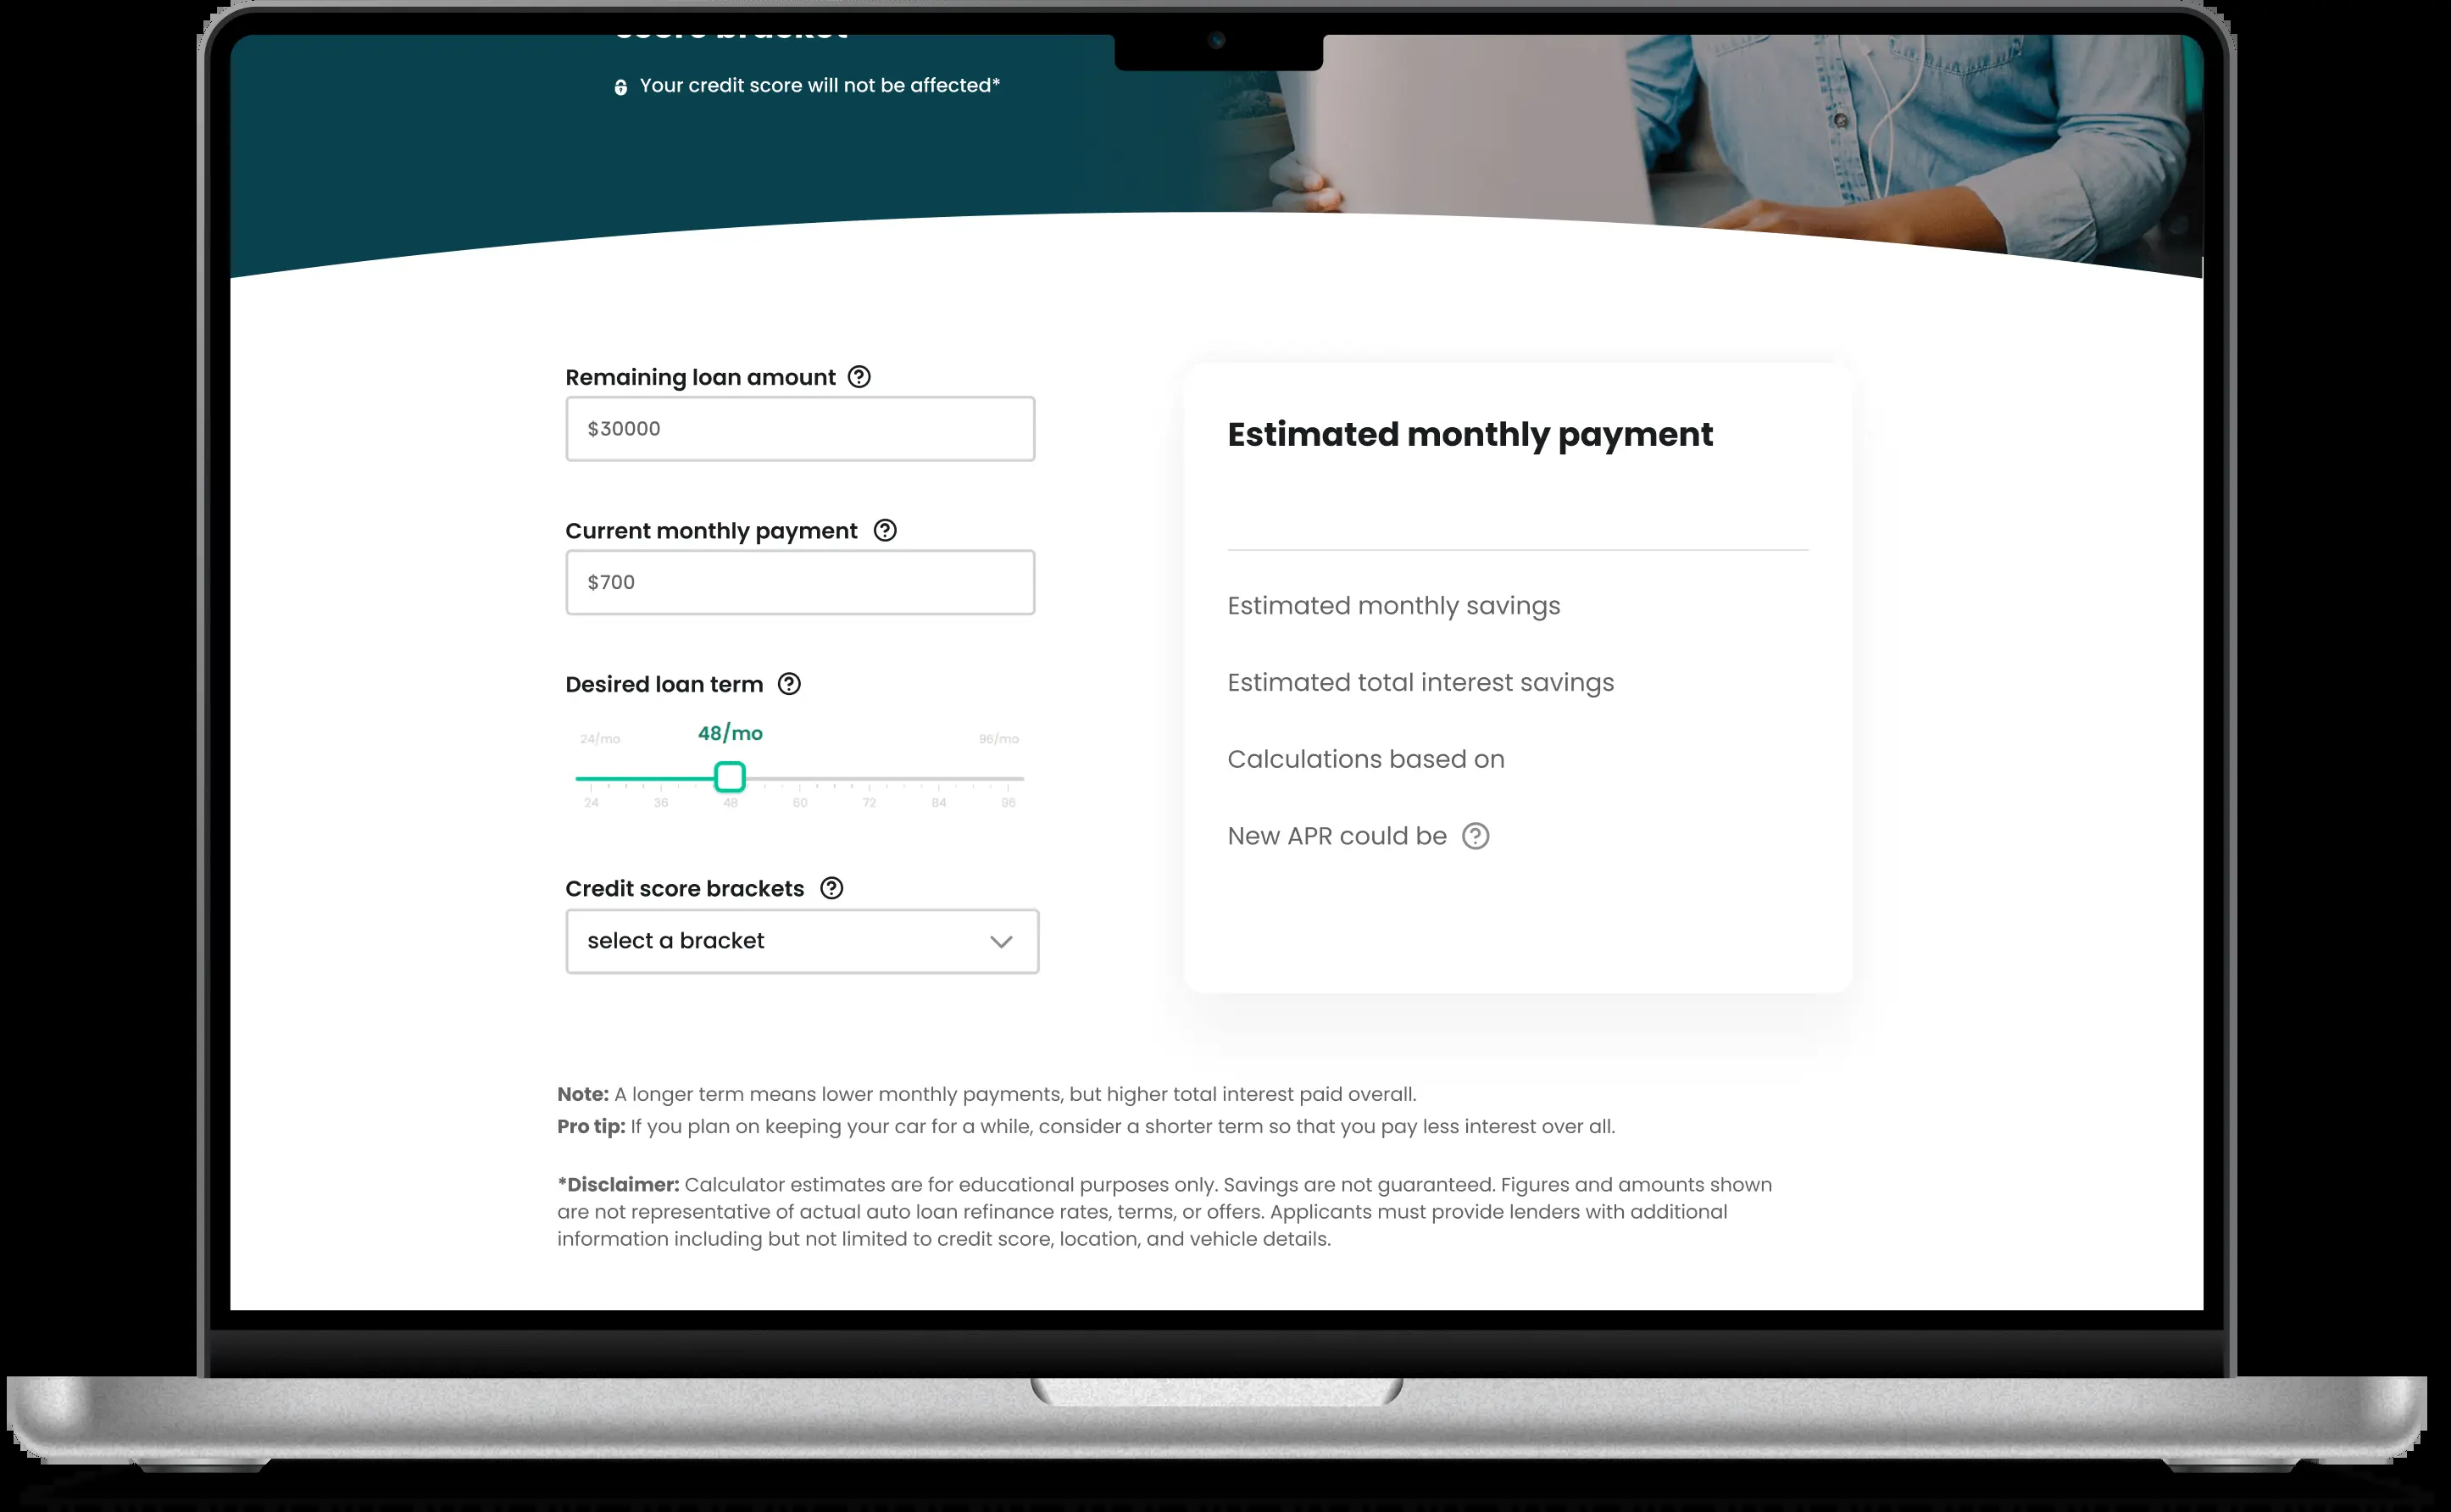 score bracket
Your credit score will not be affected*
Remaining loan amount
$30000
Current monthly payment
$700
Desired loan term
24/mo 48/mo 96/mo
24 36 48 60 72 84 96
Credit score brackets
select a bracket
Estimated monthly payment
Estimated monthly savings
Estimated total interest savings
Calculations based on
New APR could be
Note: A longer term means lower monthly payments, but higher total interest paid overall.
Pro tip: If you plan on keeping your car for a while, consider a shorter term so that you pay less interest over all.
*Disclaimer: Calculator estimates are for educational purposes only. Savings are not guaranteed. Figures and amounts shown
are not representative of actual auto loan refinance rates, terms, or offers. Applicants must provide lenders with additional
information including but not limited to credit score, location, and vehicle details.